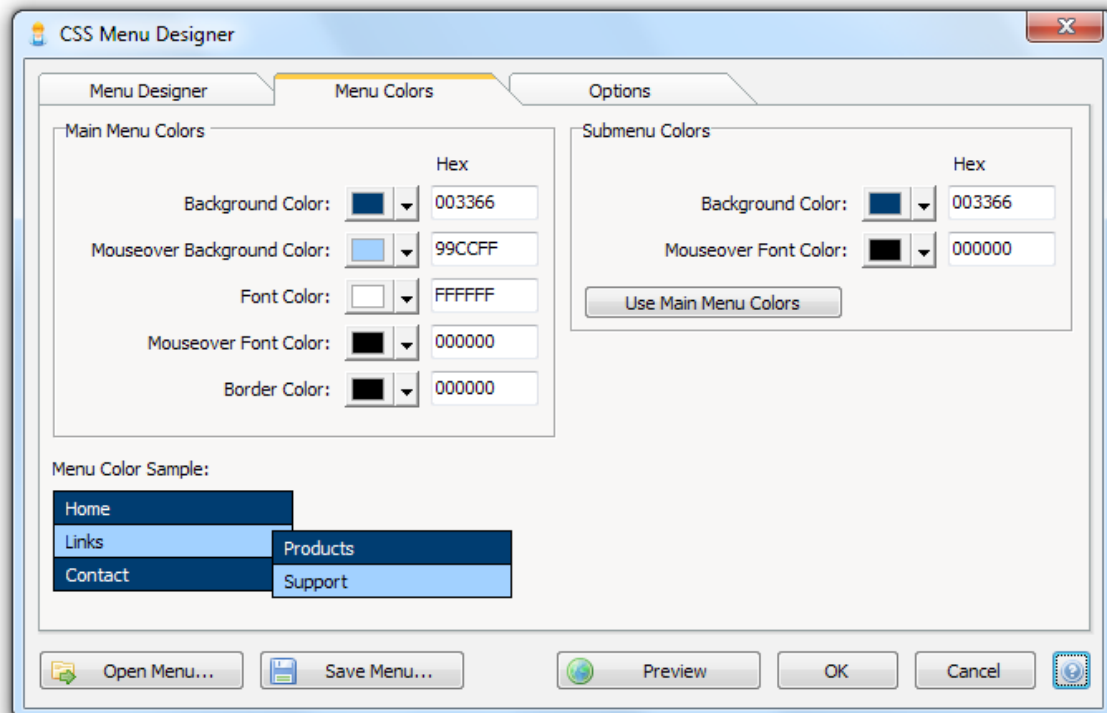 CSS Menu Designer
Menu Designer
Menu Colors
Options
Main Menu Colors
Hex
Background Color: 003366
Mouseover Background Color: 99CCFF
Font Color: FFFFFF
Mouseover Font Color: 000000
Border Color: 000000
Submenu Colors
Hex
Background Color: 003366
Mouseover Font Color: 000000
Use Main Menu Colors
Menu Color Sample:
Home
Links
Contact
Products
Support
Open Menu...
Save Menu...
Preview
OK
Cancel